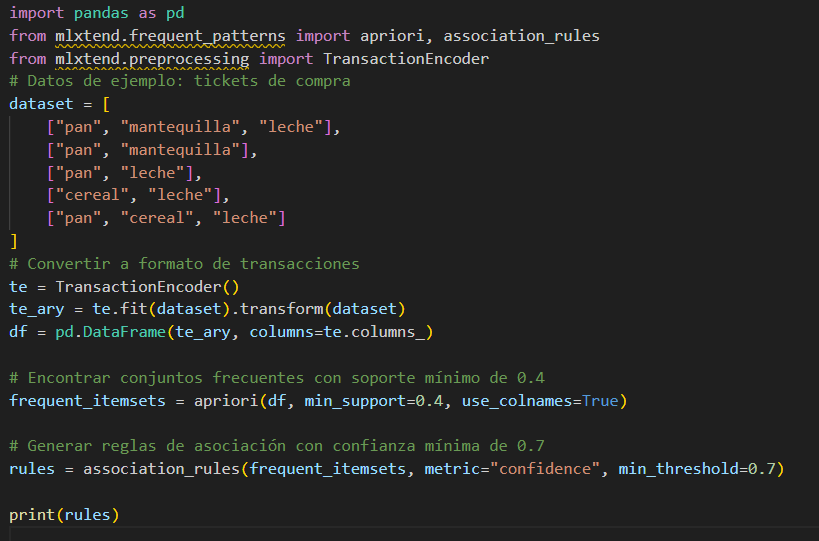 import pandas as pd
from mlxtend.frequent_patterns import apriori, association_rules
from mlxtend.preprocessing import TransactionEncoder
# Datos de ejemplo: tickets de compra
dataset = [
    ["pan", "mantequilla", "leche"],
    ["pan", "mantequilla"],
    ["pan", "leche"],
    ["cereal", "leche"],
    ["pan", "cereal", "leche"]
]
# Convertir a formato de transacciones
te = TransactionEncoder()
te_ary = te.fit(dataset).transform(dataset)
df = pd.DataFrame(te_ary, columns=te.columns_)

# Encontrar conjuntos frecuentes con soporte mínimo de 0.4
frequent_itemsets = apriori(df, min_support=0.4, use_colnames=True)

# Generar reglas de asociación con confianza mínima de 0.7
rules = association_rules(frequent_itemsets, metric="confidence", min_threshold=0.7)

print(rules)